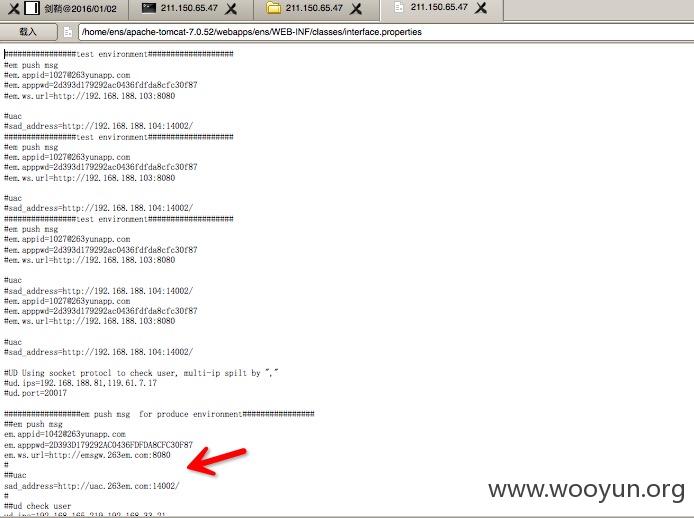 剑鞘@2016/01/02
211.150.65.47
211.150.65.47
211.150.65.47
载入
/home/ens/apache-tomcat-7.0.52/webapps/ens/WEB-INF/classes/interface.properties
################test environment###################
#em push msg
#em.appid=1027@263yunapp.com
#em.apppwd=2d393d179292ac0436fdfda8cfc30f87
#em.ws.url=http://192.168.188.103:8080
#uac
#sad_address=http://192.168.188.104:14002/
################test environment###################
#em push msg
#em.appid=1027@263yunapp.com
#em.apppwd=2d393d179292ac0436fdfda8cfc30f87
#em.ws.url=http://192.168.188.103:8080
#uac
#sad_address=http://192.168.188.104:14002/
################test environment###################
#em push msg
#em.appid=1027@263yunapp.com
#em.apppwd=2d393d179292ac0436fdfda8cfc30f87
#em.ws.url=http://192.168.188.103:8080
#uac
#sad_address=http://192.168.188.104:14002/
#em.appid=1027@263yunapp.com
#em.apppwd=2d393d179292ac0436fdfda8cfc30f87
#em.ws.url=http://192.168.188.103:8080
#uac
#sad_address=http://192.168.188.104:14002/
#UD Using socket protocl to check user, multi-ip spilt by ","
#ud.ips=192.168.188.81,119.61.7.17
#ud.port=20017
#################em push msg  for produce environment################
##em push msg
em.appid=1042@263yunapp.com
em.apppwd=2D393D179292AC0436FDFDA8CFC30F87
em.ws.url=http://emsgw.263em.com:8080
#
##uac
sad_address=http://uac.263em.com:14002/
#
##ud check user
www.wooyun.org